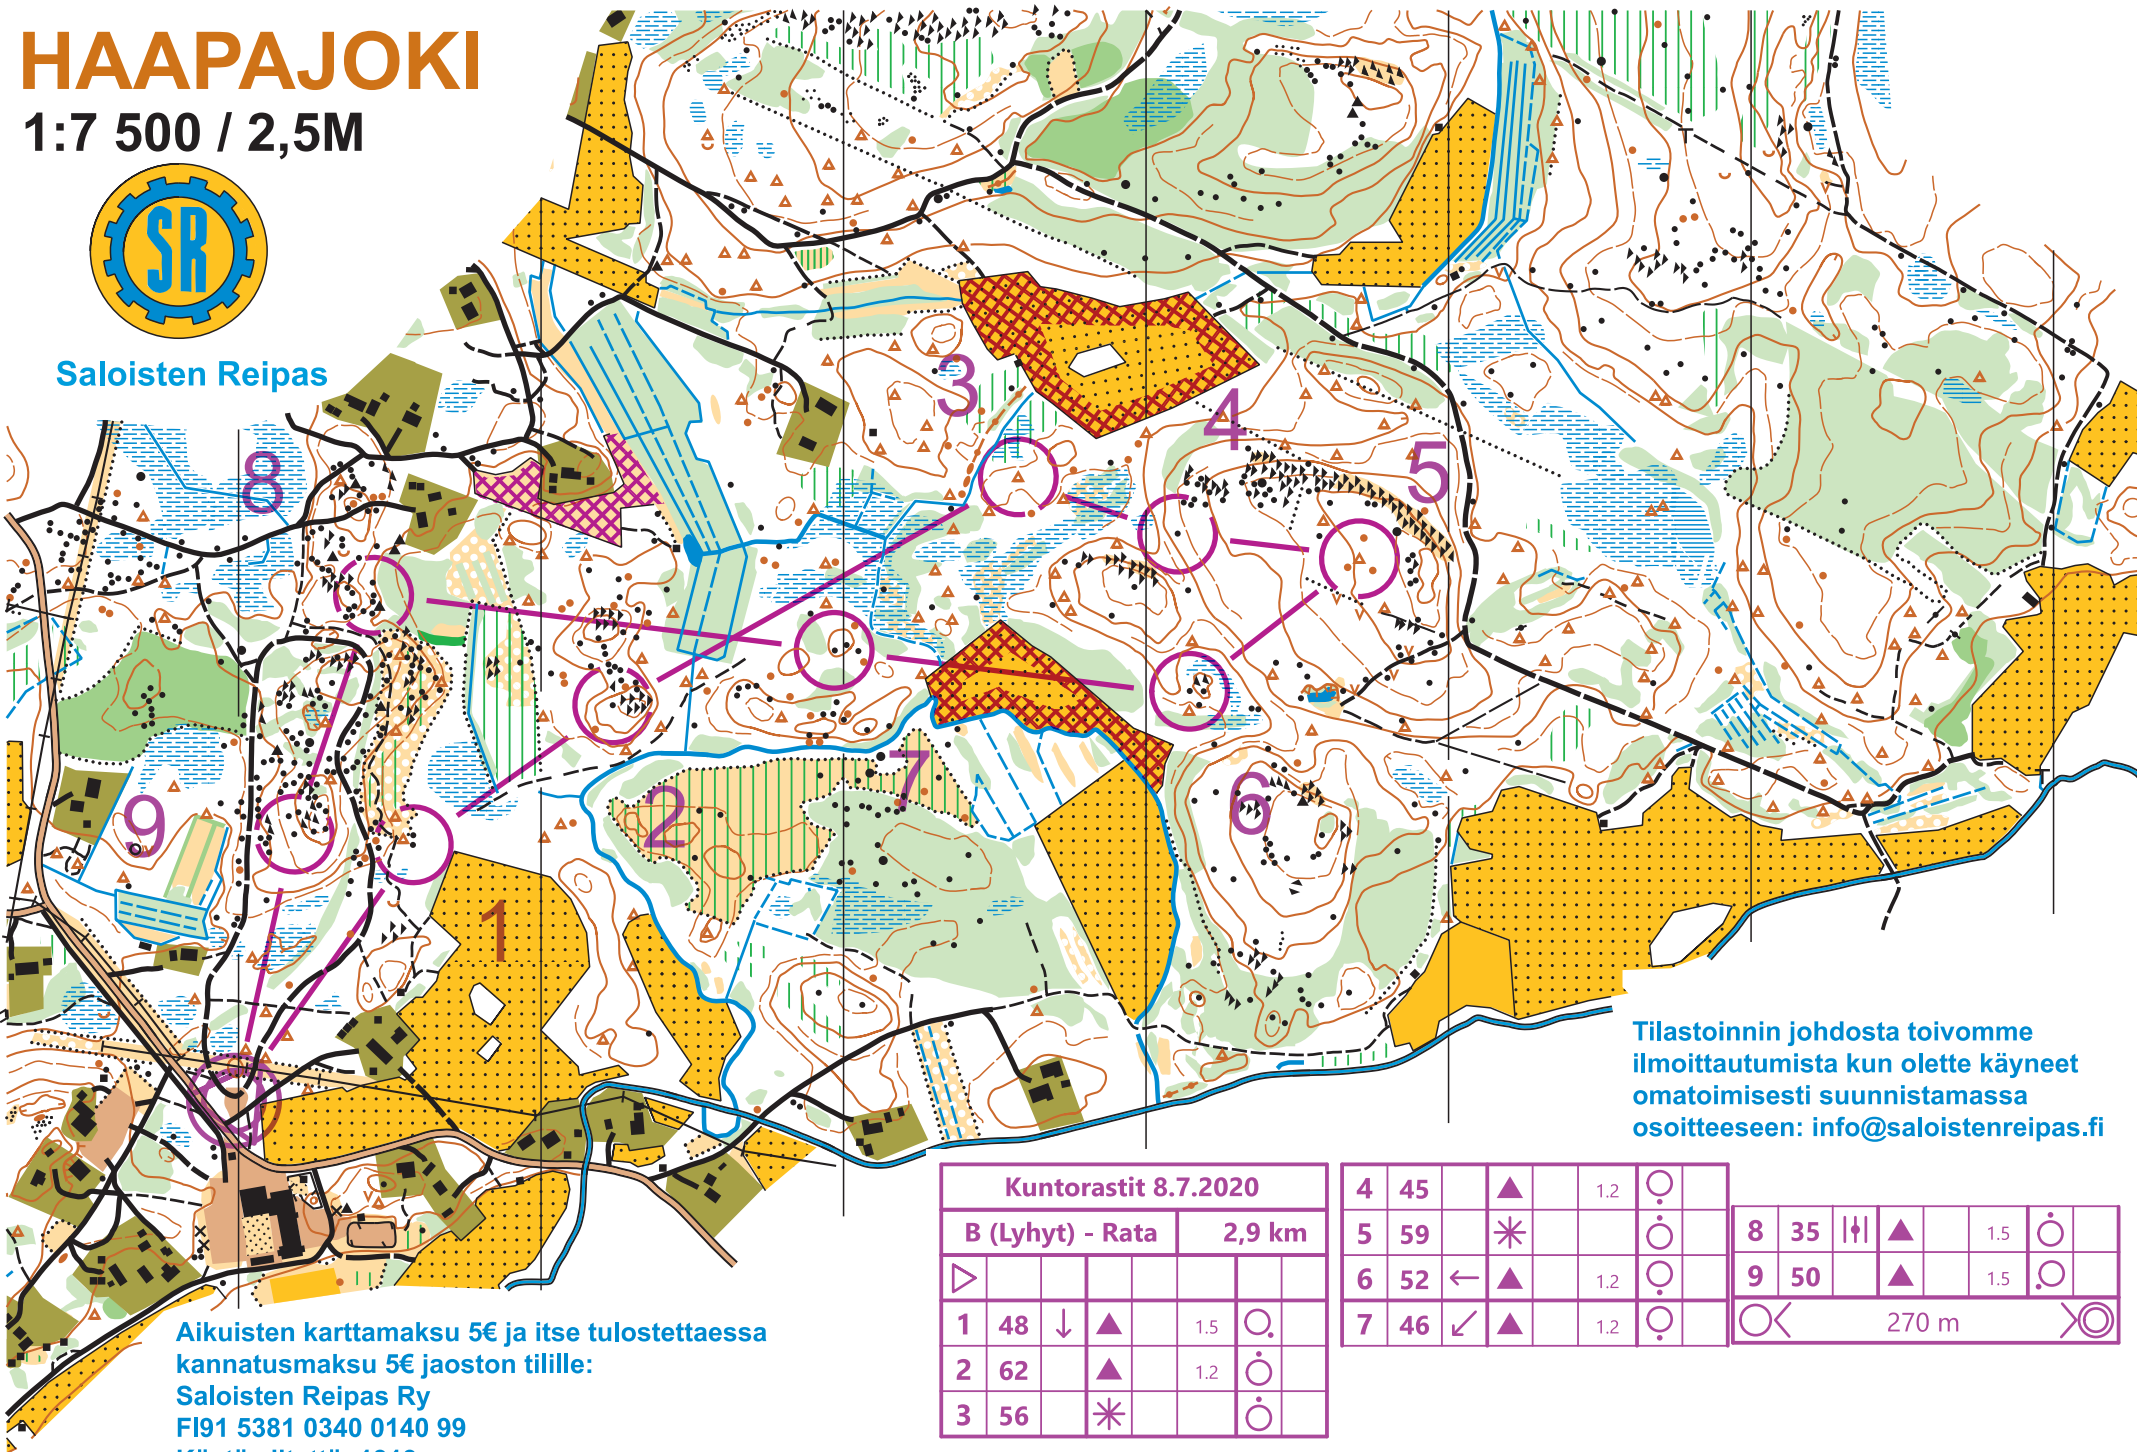 HAAPAJOKI
1:7 500 / 2,5M
SR
Saloisten Reipas
3
4
5
8
2
7
6
9
1
Tilastoinnin johdosta toivomme
ilmoittautumista kun olette käyneet
omatoimisesti suunnistamassa
osoitteeseen: info@saloistenreipas.fi
Kuntorastit 8.7.2020
B (Lyhyt) - Rata 2,9 km
1 48 1.5
2 62 1.2
3 56
4 45 1.2
5 59
6 52 1.2
7 46 1.2
8 35 1.5
9 50 1.5
270 m
Aikuisten karttamaksu 5€ ja itse tulostettaessa
kannatusmaksu 5€ jaoston tilille:
Saloisten Reipas Ry
FI91 5381 0340 0140 99